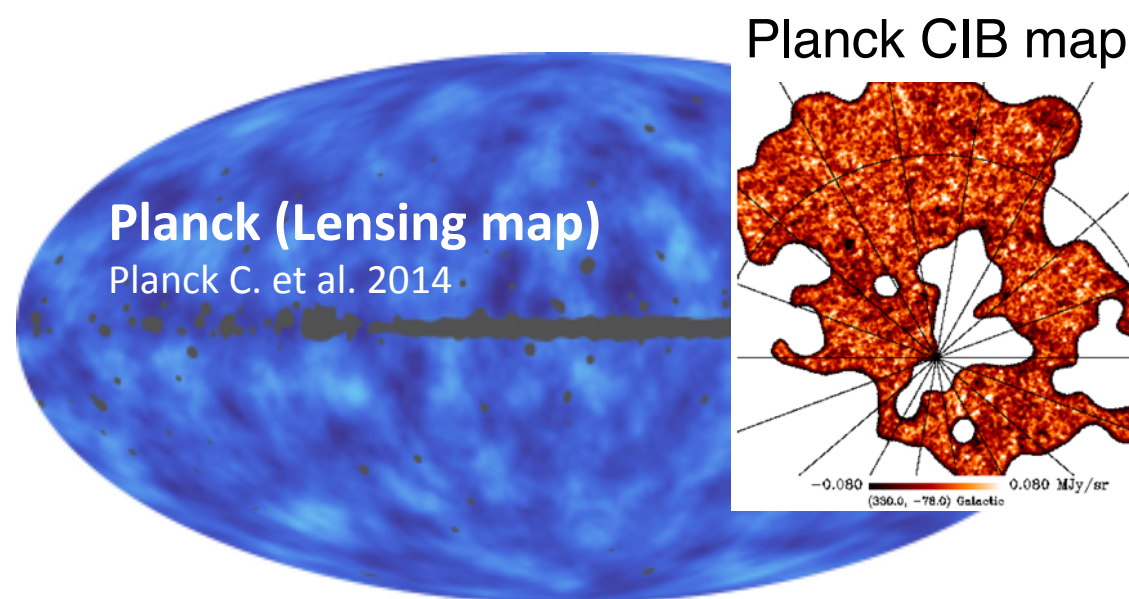 Planck CIB map
Planck (Lensing map)
Planck C. et al. 2014
−0.080 0.080 MJy/sr
(330.0, −78.0) Galactic